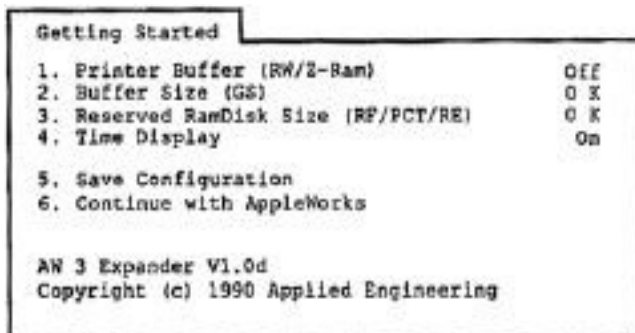 Getting Started
1. Printer Buffer (RW/Z-Ram) Off
2. Buffer Size (GS) 0 K
3. Reserved RamDisk Size (RF/PCT/RE) 0 K
4. Time Display On
5. Save Configuration
6. Continue with AppleWorks
AW 3 Expander V1.0d
Copyright (c) 1990 Applied Engineering